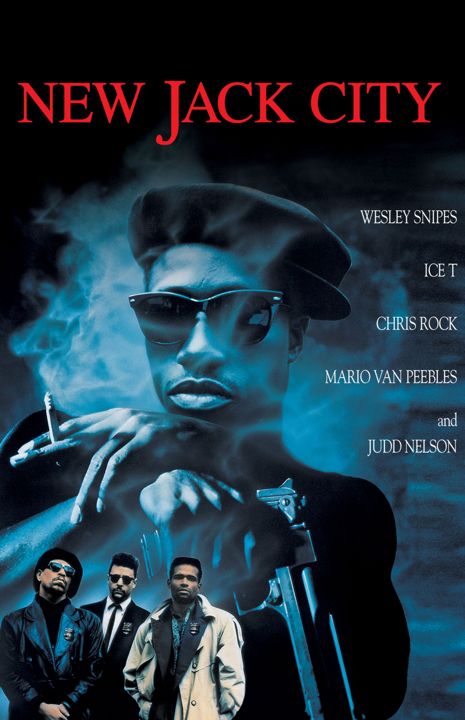 NEW JACK CITY
WESLEY SNIPES
ICE T
CHRIS ROCK
MARIO VAN PEEBLES
and
JUDD NELSON